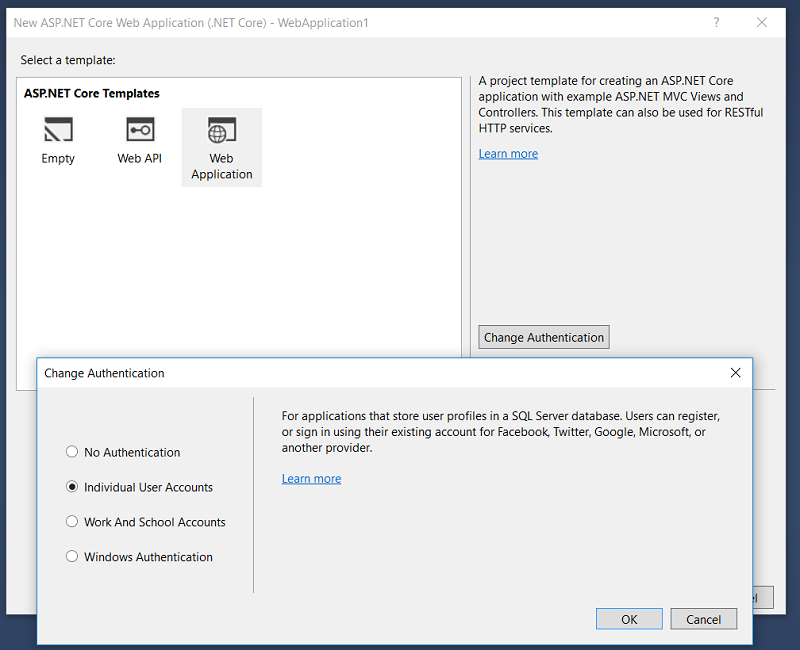 New ASP.NET Core Web Application (.NET Core) - WebApplication1
?
Select a template:
ASP.NET Core Templates
Empty
Web API
Web
Application
A project template for creating an ASP.NET Core
application with example ASP.NET MVC Views and
Controllers. This template can also be used for RESTful
HTTP services.
Learn more
Change Authentication
Change Authentication
No Authentication
Individual User Accounts
Work And School Accounts
Windows Authentication
For applications that store user profiles in a SQL Server database. Users can register,
or sign in using their existing account for Facebook, Twitter, Google, Microsoft, or
another provider.
Learn more
OK
Cancel